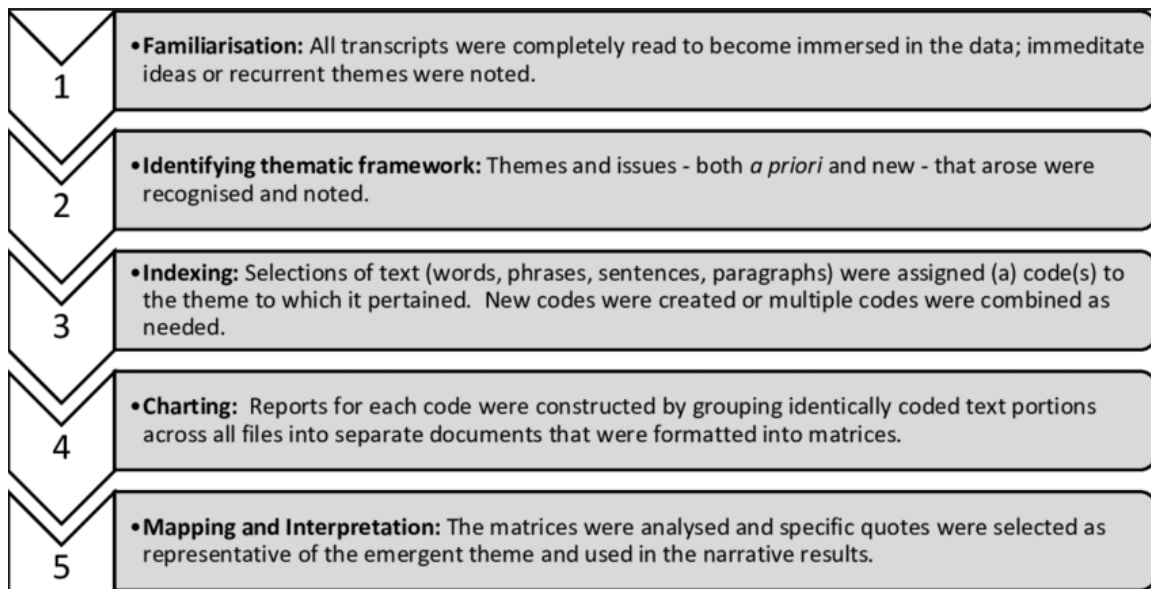 1
•Familiarisation: All transcripts were completely read to become immersed in the data; immeditate
ideas or recurrent themes were noted.
2
•Identifying thematic framework: Themes and issues - both a priori and new - that arose were
recognised and noted.
3
•Indexing: Selections of text (words, phrases, sentences, paragraphs) were assigned (a) code(s) to
the theme to which it pertained.  New codes were created or multiple codes were combined as
needed.
4
•Charting:  Reports for each code were constructed by grouping identically coded text portions
across all files into separate documents that were formatted into matrices.
5
•Mapping and Interpretation: The matrices were analysed and specific quotes were selected as
representative of the emergent theme and used in the narrative results.